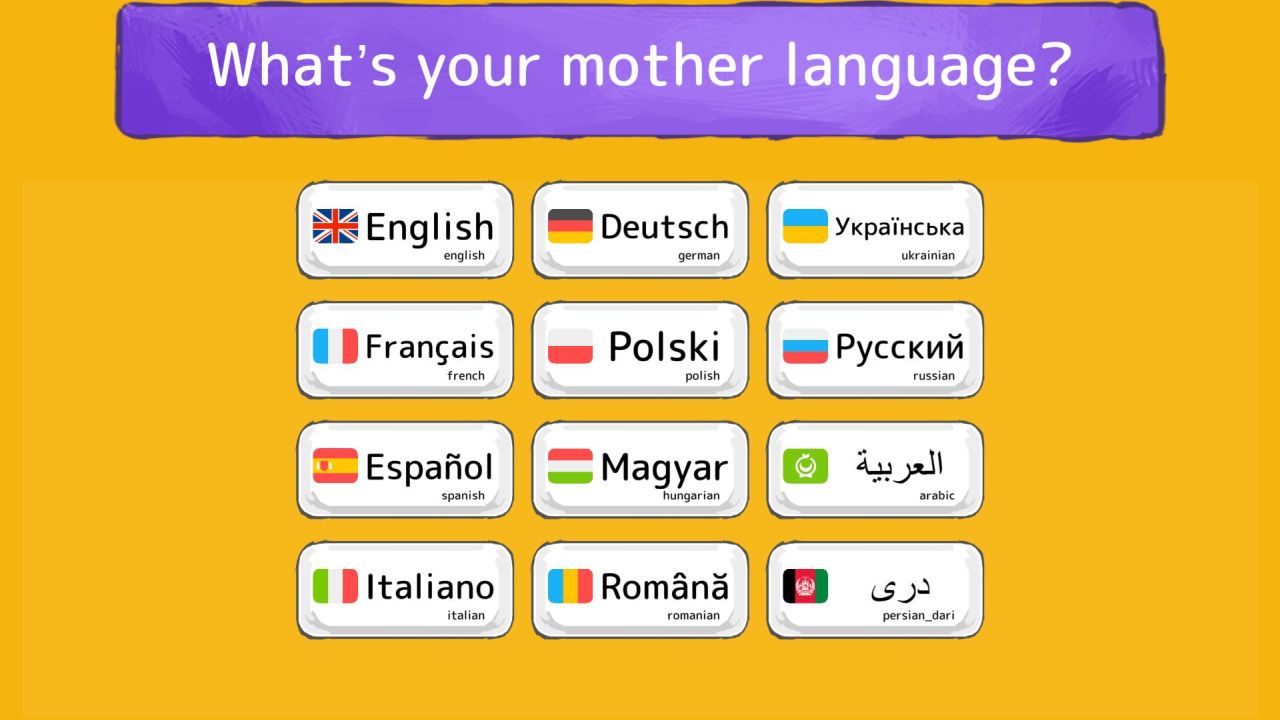 What's your mother language?
English
english
Deutsch
german
Українська
ukrainian
Français
french
Polski
polish
Русский
russian
Español
spanish
Magyar
hungarian
العربية
arabic
Italiano
italian
Română
romanian
دری
persian_dari